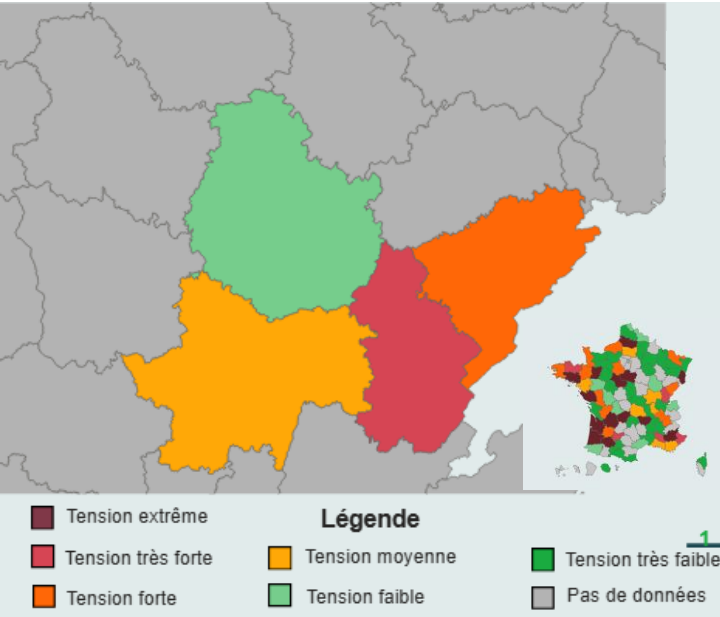 Légende
Tension extrême
Tension très forte
Tension forte
Tension moyenne
Tension faible
Tension très faible
Pas de données
1